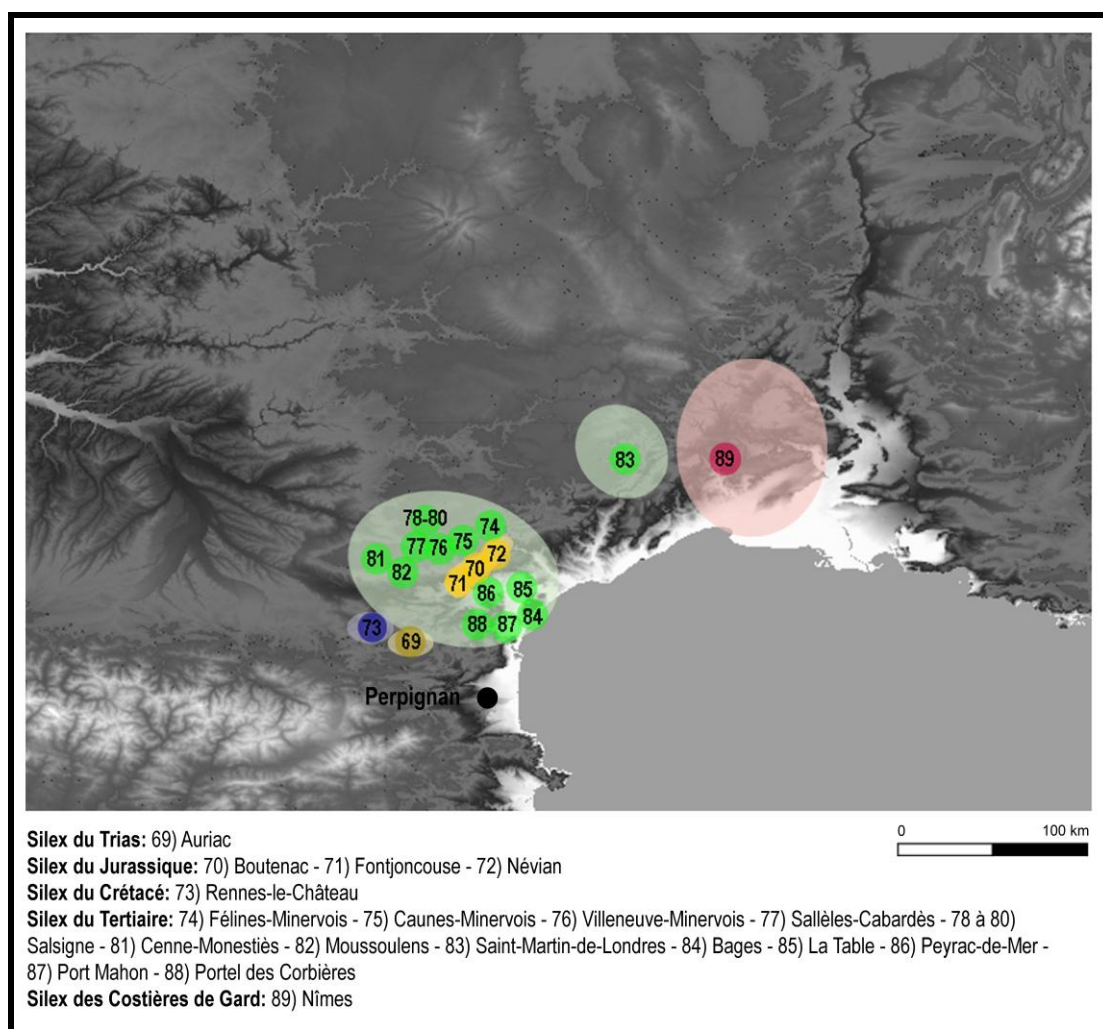 83
89
78-80
74
75
77
76
72
81
70
82
71
85
86
84
88
87
73
69
Perpignan
0 100 km
Silex du Trias: 69) Auriac
Silex du Jurassique: 70) Boutenac - 71) Fontjoncouse - 72) Névian
Silex du Crétacé: 73) Rennes-le-Château
Silex du Tertiaire: 74) Félines-Minervois - 75) Caunes-Minervois - 76) Villeneuve-Minervois - 77) Sallèles-Cabardès - 78 à 80)
Salsigne - 81) Cenne-Monestiès - 82) Moussoulens - 83) Saint-Martin-de-Londres - 84) Bages - 85) La Table - 86) Peyrac-de-Mer -
87) Port Mahon - 88) Portel des Corbières
Silex des Costières de Gard: 89) Nîmes